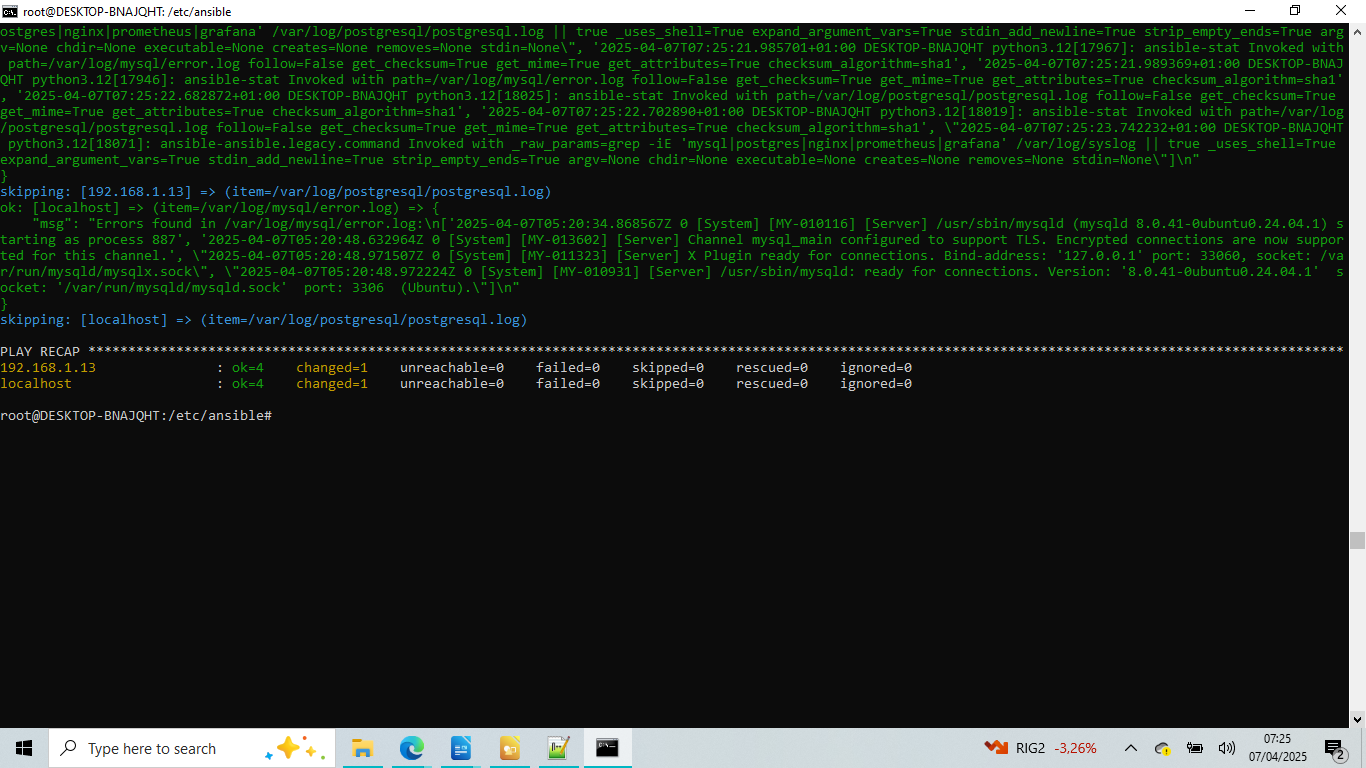 root@DESKTOP-BNAJQHT: /etc/ansible
ostgres|nginx|prometheus|grafana' /var/log/postgresql/postgresql.log || true _uses_shell=True expand_argument_vars=True stdin_add_newline=True strip_empty_ends=True arg
v=None chdir=None executable=None creates=None removes=None stdin=None\", '2025-04-07T07:25:21.985701+01:00 DESKTOP-BNAJQHT python3.12[17967]: ansible-stat Invoked with
 path=/var/log/mysql/error.log follow=False get_checksum=True get_mime=True get_attributes=True checksum_algorithm=sha1', '2025-04-07T07:25:21.989369+01:00 DESKTOP-BNAJ
QHT python3.12[17946]: ansible-stat Invoked with path=/var/log/mysql/error.log follow=False get_checksum=True get_mime=True get_attributes=True checksum_algorithm=sha1'
, '2025-04-07T07:25:22.682872+01:00 DESKTOP-BNAJQHT python3.12[18025]: ansible-stat Invoked with path=/var/log/postgresql/postgresql.log follow=False get_checksum=True
get_mime=True get_attributes=True checksum_algorithm=sha1', '2025-04-07T07:25:22.702890+01:00 DESKTOP-BNAJQHT python3.12[18019]: ansible-stat Invoked with path=/var/log
/postgresql/postgresql.log follow=False get_checksum=True get_mime=True get_attributes=True checksum_algorithm=sha1', \"2025-04-07T07:25:23.742232+01:00 DESKTOP-BNAJQHT
 python3.12[18071]: ansible-ansible.legacy.command Invoked with _raw_params=grep -iE 'mysql|postgres|nginx|prometheus|grafana' /var/log/syslog || true _uses_shell=True
expand_argument_vars=True stdin_add_newline=True strip_empty_ends=True argv=None chdir=None executable=None creates=None removes=None stdin=None\"]\n"
}
skipping: [192.168.1.13] => (item=/var/log/postgresql/postgresql.log)
ok: [localhost] => (item=/var/log/mysql/error.log) => {
    "msg": "Errors found in /var/log/mysql/error.log:\n['2025-04-07T05:20:34.868567Z 0 [System] [MY-010116] [Server] /usr/sbin/mysqld (mysqld 8.0.41-0ubuntu0.24.04.1) s
tarting as process 887', '2025-04-07T05:20:48.632964Z 0 [System] [MY-013602] [Server] Channel mysql_main configured to support TLS. Encrypted connections are now suppor
ted for this channel.', \"2025-04-07T05:20:48.971507Z 0 [System] [MY-011323] [Server] X Plugin ready for connections. Bind-address: '127.0.0.1' port: 33060, socket: /va
r/run/mysqld/mysqlx.sock\", \"2025-04-07T05:20:48.972224Z 0 [System] [MY-010931] [Server] /usr/sbin/mysqld: ready for connections. Version: '8.0.41-0ubuntu0.24.04.1'  s
ocket: '/var/run/mysqld/mysqld.sock'  port: 3306  (Ubuntu).\"]\n"
}
skipping: [localhost] => (item=/var/log/postgresql/postgresql.log)
PLAY RECAP *************************************************************************************************************************************************************
192.168.1.13               : ok=4    changed=1    unreachable=0    failed=0    skipped=0    rescued=0    ignored=0
localhost                  : ok=4    changed=1    unreachable=0    failed=0    skipped=0    rescued=0    ignored=0
root@DESKTOP-BNAJQHT:/etc/ansible#
Type here to search
RIG2 -3,26%
07:25
07/04/2025
2